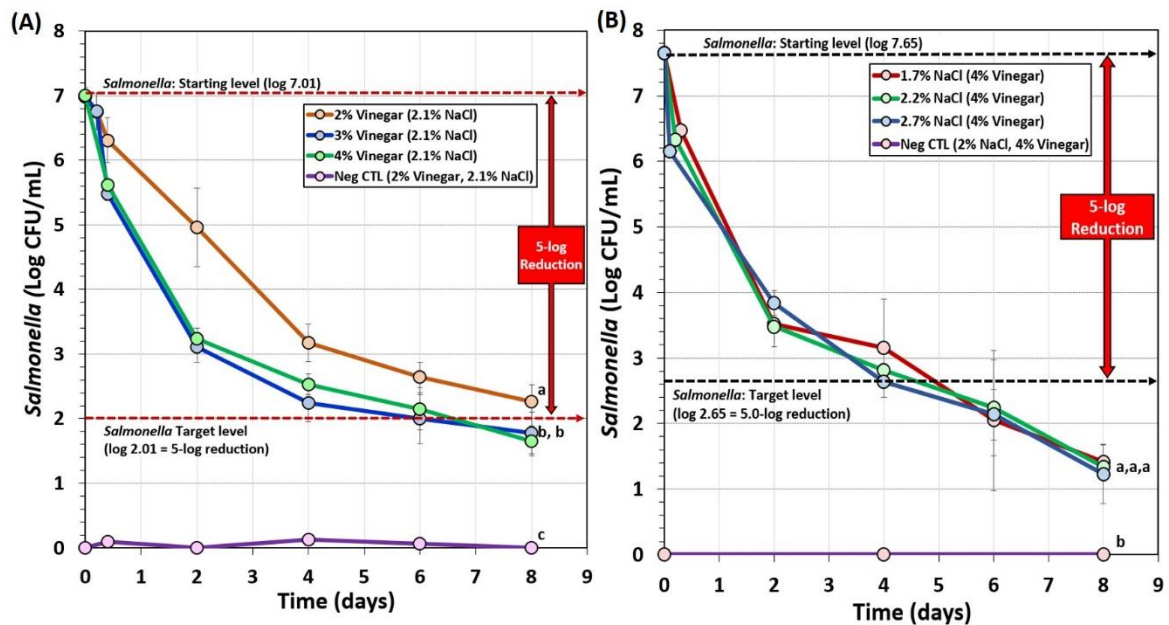 (A)
8
7
6
5
4
3
2
1
0
Salmonella (Log CFU/mL)
Salmonella: Starting level (log 7.01)
2% Vinegar (2.1% NaCl)
3% Vinegar (2.1% NaCl)
4% Vinegar (2.1% NaCl)
Neg CTL (2% Vinegar, 2.1% NaCl)
5-log
Reduction
a
b, b
Salmonella Target level
(log 2.01 = 5-log reduction)
c
0 1 2 3 4 5 6 7 8 9
Time (days)
(B)
8
7
6
5
4
3
2
1
0
Salmonella (Log CFU/mL)
Salmonella: Starting level (log 7.65)
1.7% NaCl (4% Vinegar)
2.2% NaCl (4% Vinegar)
2.7% NaCl (4% Vinegar)
Neg CTL (2% NaCl, 4% Vinegar)
5-log
Reduction
Salmonella: Target level
(log 2.65 = 5.0-log reduction)
a,a,a
b
0 1 2 3 4 5 6 7 8 9
Time (days)